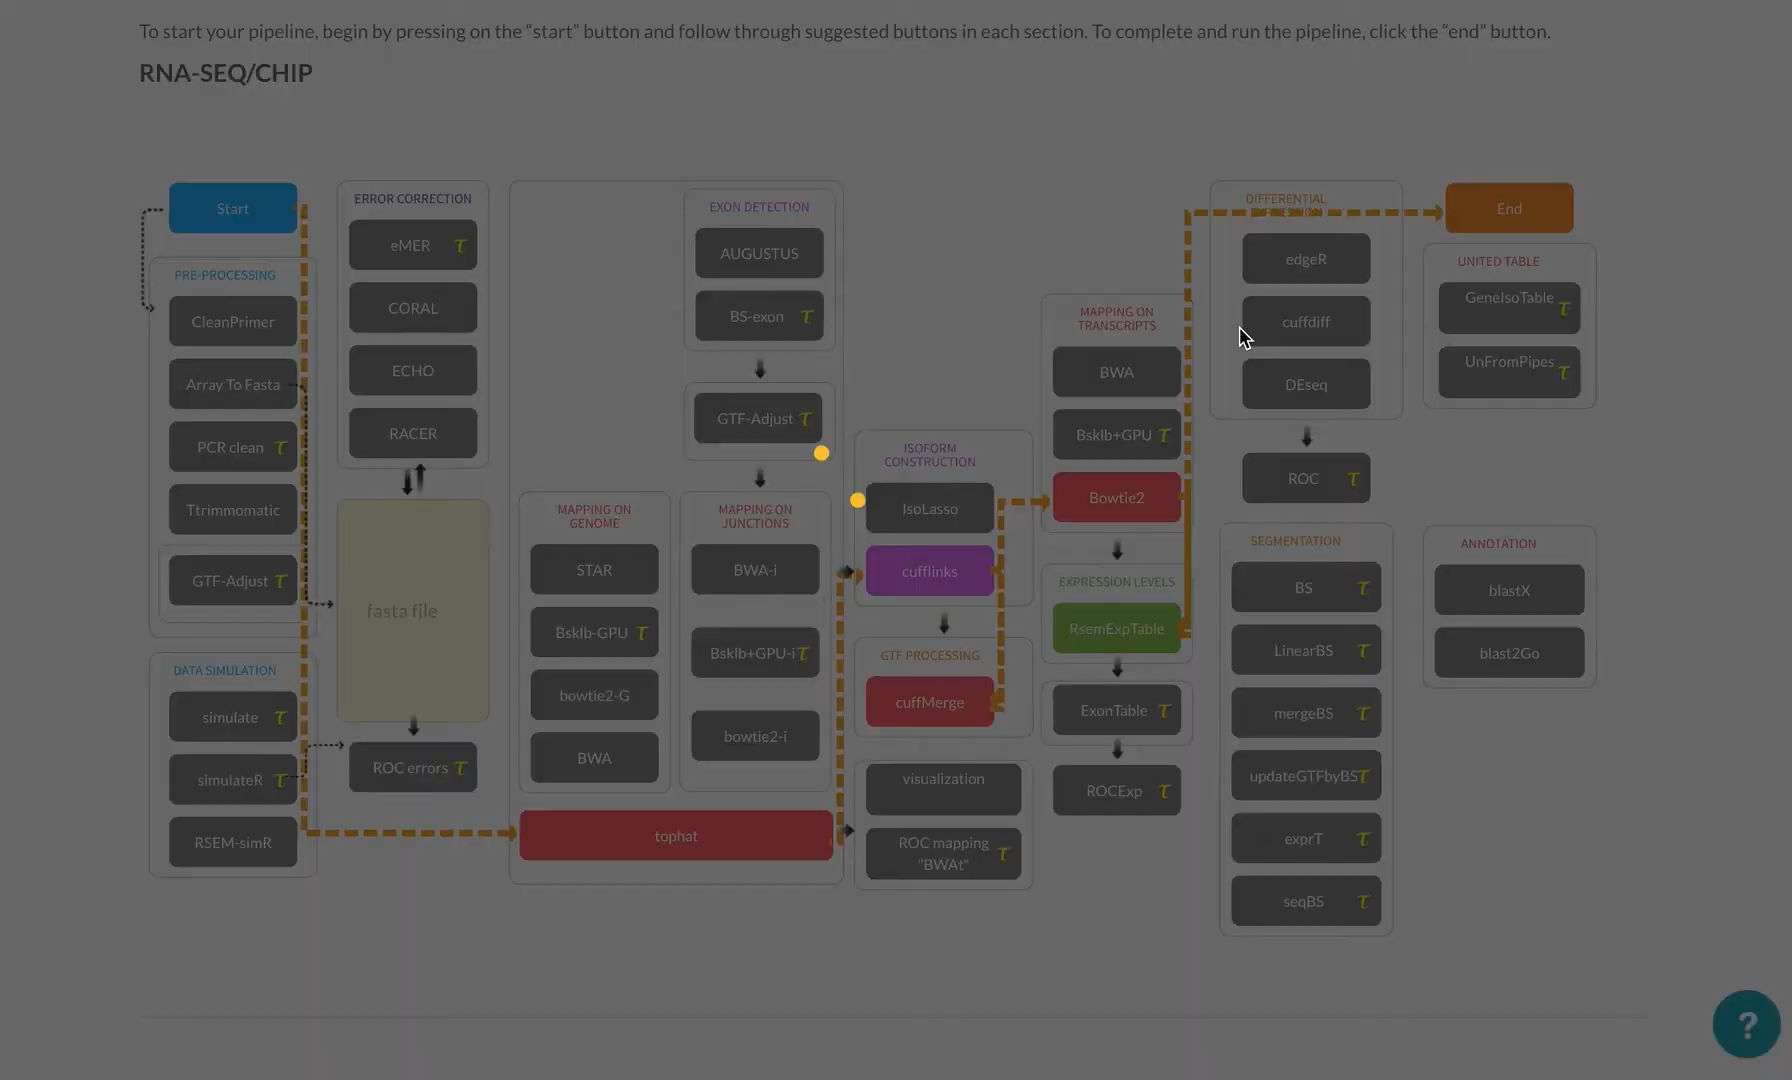 To start your pipeline, begin by pressing on the “start” button and follow through suggested buttons in each section. To complete and run the pipeline, click the “end” button.
RNA-SEQ/CHIP
Start
PRE-PROCESSING
CleanPrimer
Array To Fasta
PCR clean τ
Ttrimmomatic
GTF-Adjust τ
DATA SIMULATION
simulate τ
simulateR τ
RSEM-simR
ERROR CORRECTION
eMER τ
CORAL
ECHO
RACER
fasta file
ROC errors τ
EXON DETECTION
AUGUSTUS
BS-exon τ
GTF-Adjust τ
MAPPING ON
GENOME
STAR
Bsklb-GPU τ
bowtie2-G
BWA
MAPPING ON
JUNCTIONS
BWA-i
Bsklb+GPU-i τ
bowtie2-i
tophat
ISOFORM
CONSTRUCTION
IsoLasso
cufflinks
GTF PROCESSING
cuffMerge
visualization
ROC mapping τ
"BWAt"
MAPPING ON
TRANSCRIPTS
BWA
Bsklb+GPU τ
Bowtie2
EXPRESSION LEVELS
RsemExpTable
ExonTable τ
ROCExp τ
DIFFERENTIAL
edgeR
cuffdiff
DEseq
ROC τ
SEGMENTATION
BS τ
LinearBS τ
mergeBS τ
updateGTFbyBS τ
exprT τ
seqBS τ
End
UNITED TABLE
GeneIsoTable τ
UnFromPipes τ
ANNOTATION
blastX
blast2Go
?